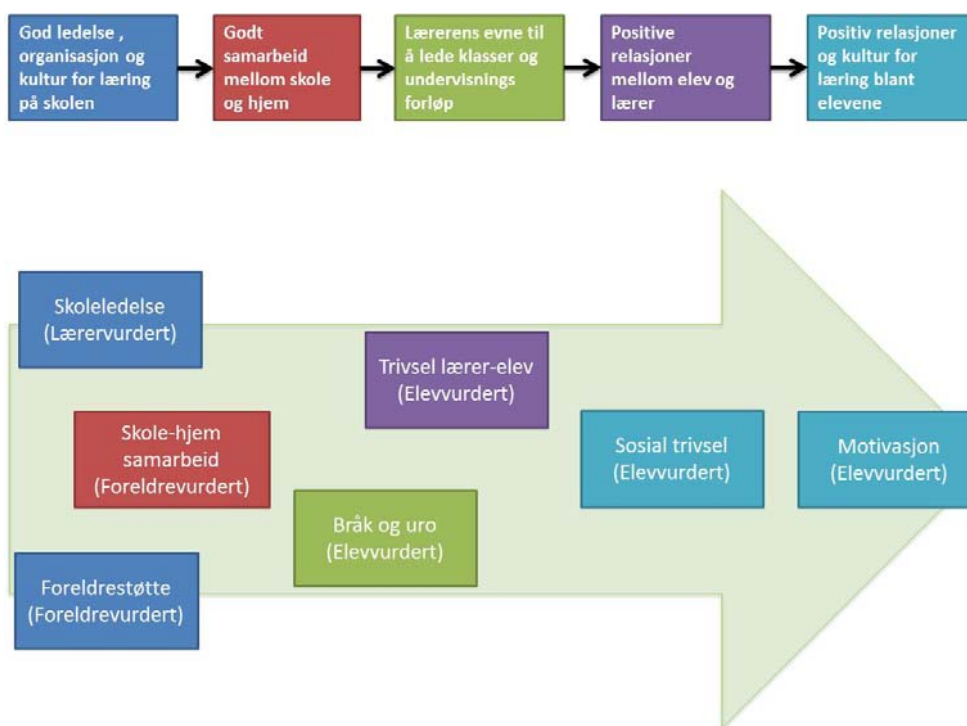 God ledelse ,
organisasjon og
kultur for læring
på skolen
Godt
samarbeid
mellom skole
og hjem
Lærerens evne til
å lede klasser og
undervisnings
forløp
Positive
relasjoner
mellom elev og
lærer
Positiv relasjoner
og kultur for
læring blant
elevene
Skoleledelse
(Lærervurdert)
Trivsel lærer-elev
(Elevvurdert)
Skole-hjem
samarbeid
(Foreldrevurdert)
Sosial trivsel
(Elevvurdert)
Motivasjon
(Elevvurdert)
Bråk og uro
(Elevvurdert)
Foreldrestøtte
(Foreldrevurdert)